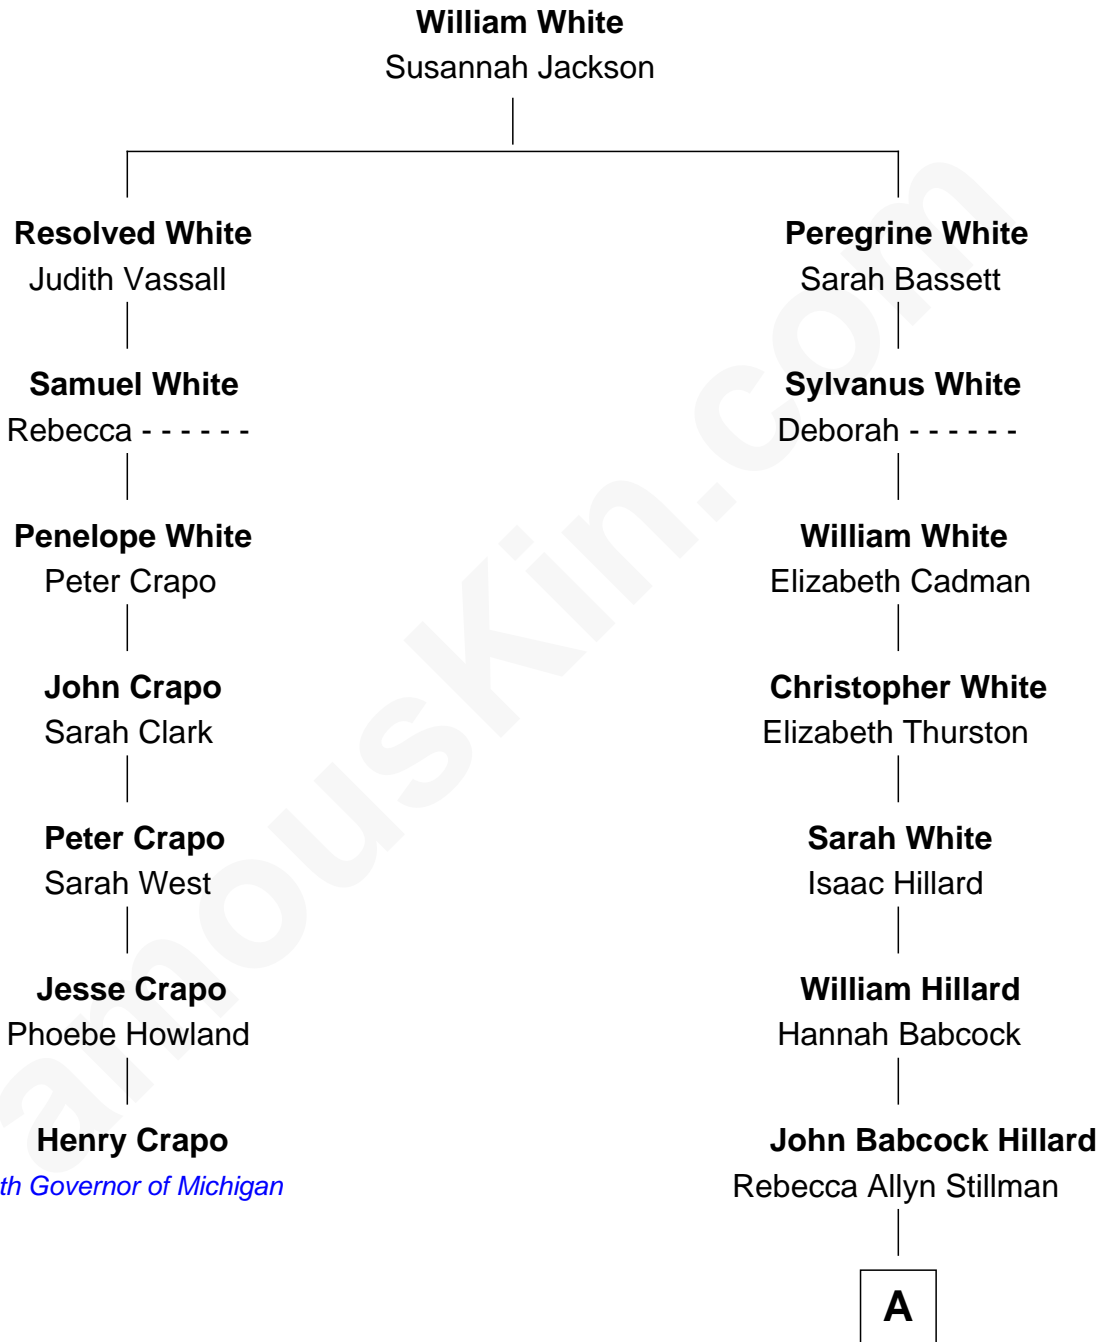 William White
Susannah Jackson
Resolved White
Judith Vassall
Samuel White
Rebecca - - - - - -
Penelope White
Peter Crapo
John Crapo
Sarah Clark
Peter Crapo
Sarah West
Jesse Crapo
Phoebe Howland
Henry Crapo
th Governor of Michigan
Peregrine White
Sarah Bassett
Sylvanus White
Deborah - - - - - -
William White
Elizabeth Cadman
Christopher White
Elizabeth Thurston
Sarah White
Isaac Hillard
William Hillard
Hannah Babcock
John Babcock Hillard
Rebecca Allyn Stillman
A
amouskin.com